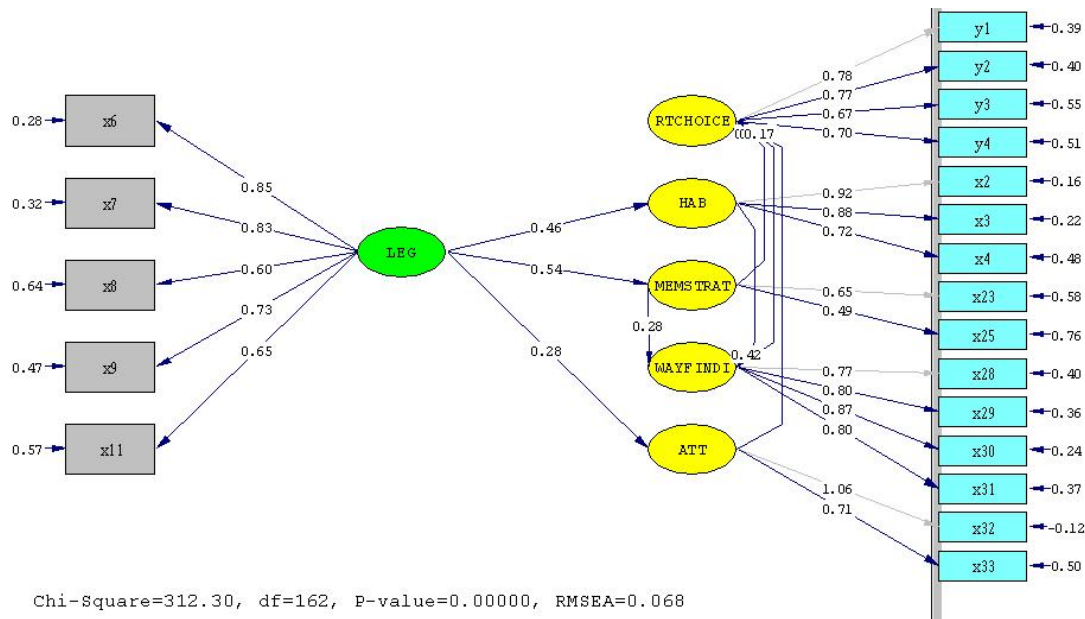 y1 0.39
0.78
y2 0.40
0.77
0.28 x6 RTCHOICE 0.67 y3 0.55
0.17 0.70 y4 0.51
0.85 0.92 x2 0.16
0.32 x7 HAB 0.88 x3 0.22
0.83 0.46 0.72 x4 0.48
LEG
0.64 x8 0.60 0.54 MEMSTRAT 0.65 x23 0.58
0.73 0.28 0.49 x25 0.76
0.65 0.28 0.42
0.47 x9 WAYFINDI 0.77 x28 0.40
0.80 x29 0.36
0.87 x30 0.24
0.57 x11 ATT 0.80 x31 0.37
1.06 x32 -0.12
0.71 x33 0.50
Chi-Square=312.30, df=162, P-value=0.00000, RMSEA=0.068